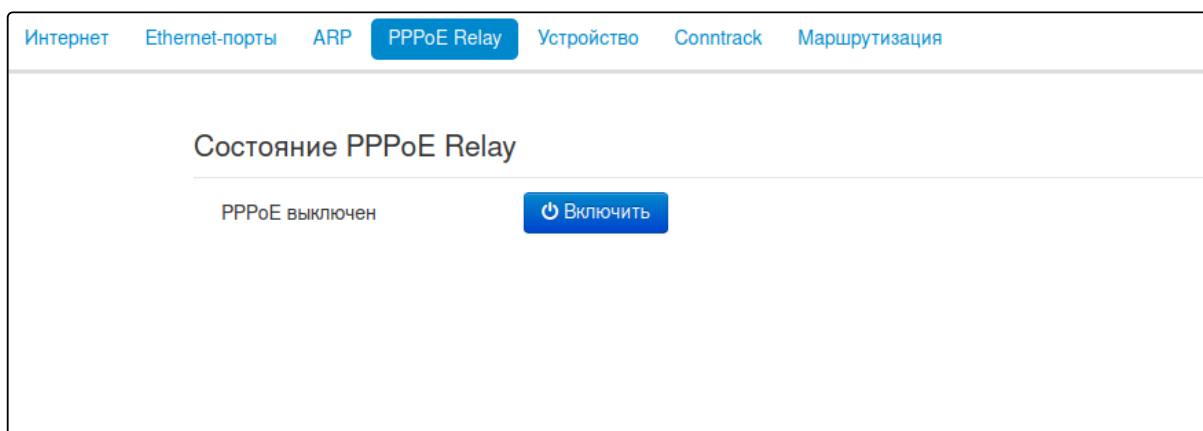 Интернет Ethernet-порты ARP PPPoE Relay Устройство Conntrack Маршрутизация
Состояние PPPoE Relay
PPPoE выключен Включить